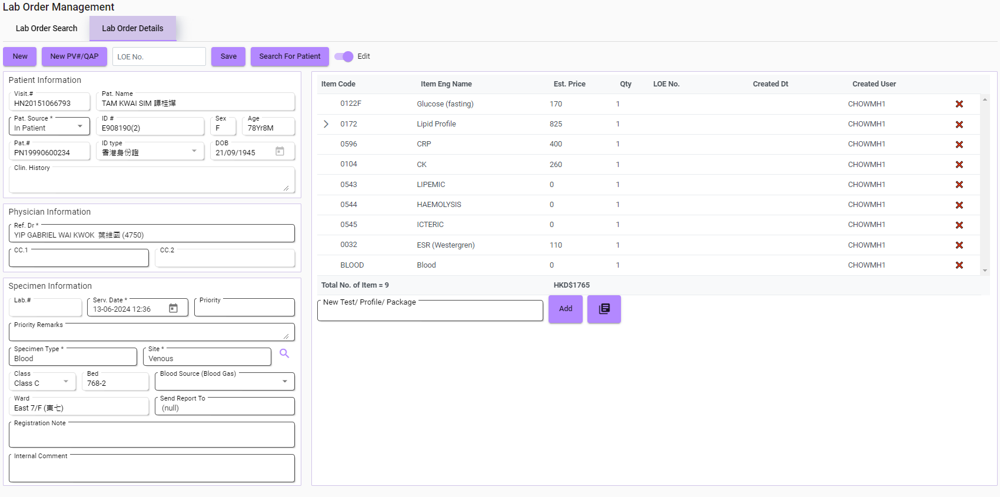 Lab Order Management
Lab Order Search
Lab Order Details
New
New PV#/QAP
LOE No.
Save
Search For Patient
Edit
Patient Information
Visit.#
HN20151066793
Pat. Name
TAM KWAI SIM 譚桂嬋
Pat. Source *
In Patient
ID #
E908190(2)
Sex
F
Age
78Yr8M
Pat.#
PN19990600234
ID type
香港身份證
DOB
21/09/1945
Clin. History
Physician Information
Ref. Dr *
YIP GABRIEL WAI KWOK 葉維國 (4750)
CC.1
CC.2
Specimen Information
Lab.#
Serv. Date *
13-06-2024 12:36
Priority
Priority Remarks
Specimen Type *
Blood
Site *
Venous
Class
Class C
Bed
768-2
Blood Source (Blood Gas)
Ward
East 7/F (東七)
Send Report To
(null)
Registration Note
Internal Comment
Item Code Item Eng Name Est. Price Qty LOE No. Created Dt Created User
0122F Glucose (fasting) 170 1 CHOWMH1
0172 Lipid Profile 825 1 CHOWMH1
0596 CRP 400 1 CHOWMH1
0104 CK 260 1 CHOWMH1
0543 LIPEMIC 0 1 CHOWMH1
0544 HAEMOLYSIS 0 1 CHOWMH1
0545 ICTERIC 0 1 CHOWMH1
0032 ESR (Westergren) 110 1 CHOWMH1
BLOOD Blood 0 1 CHOWMH1
Total No. of Item = 9 HKD$1765
New Test/ Profile/ Package
Add